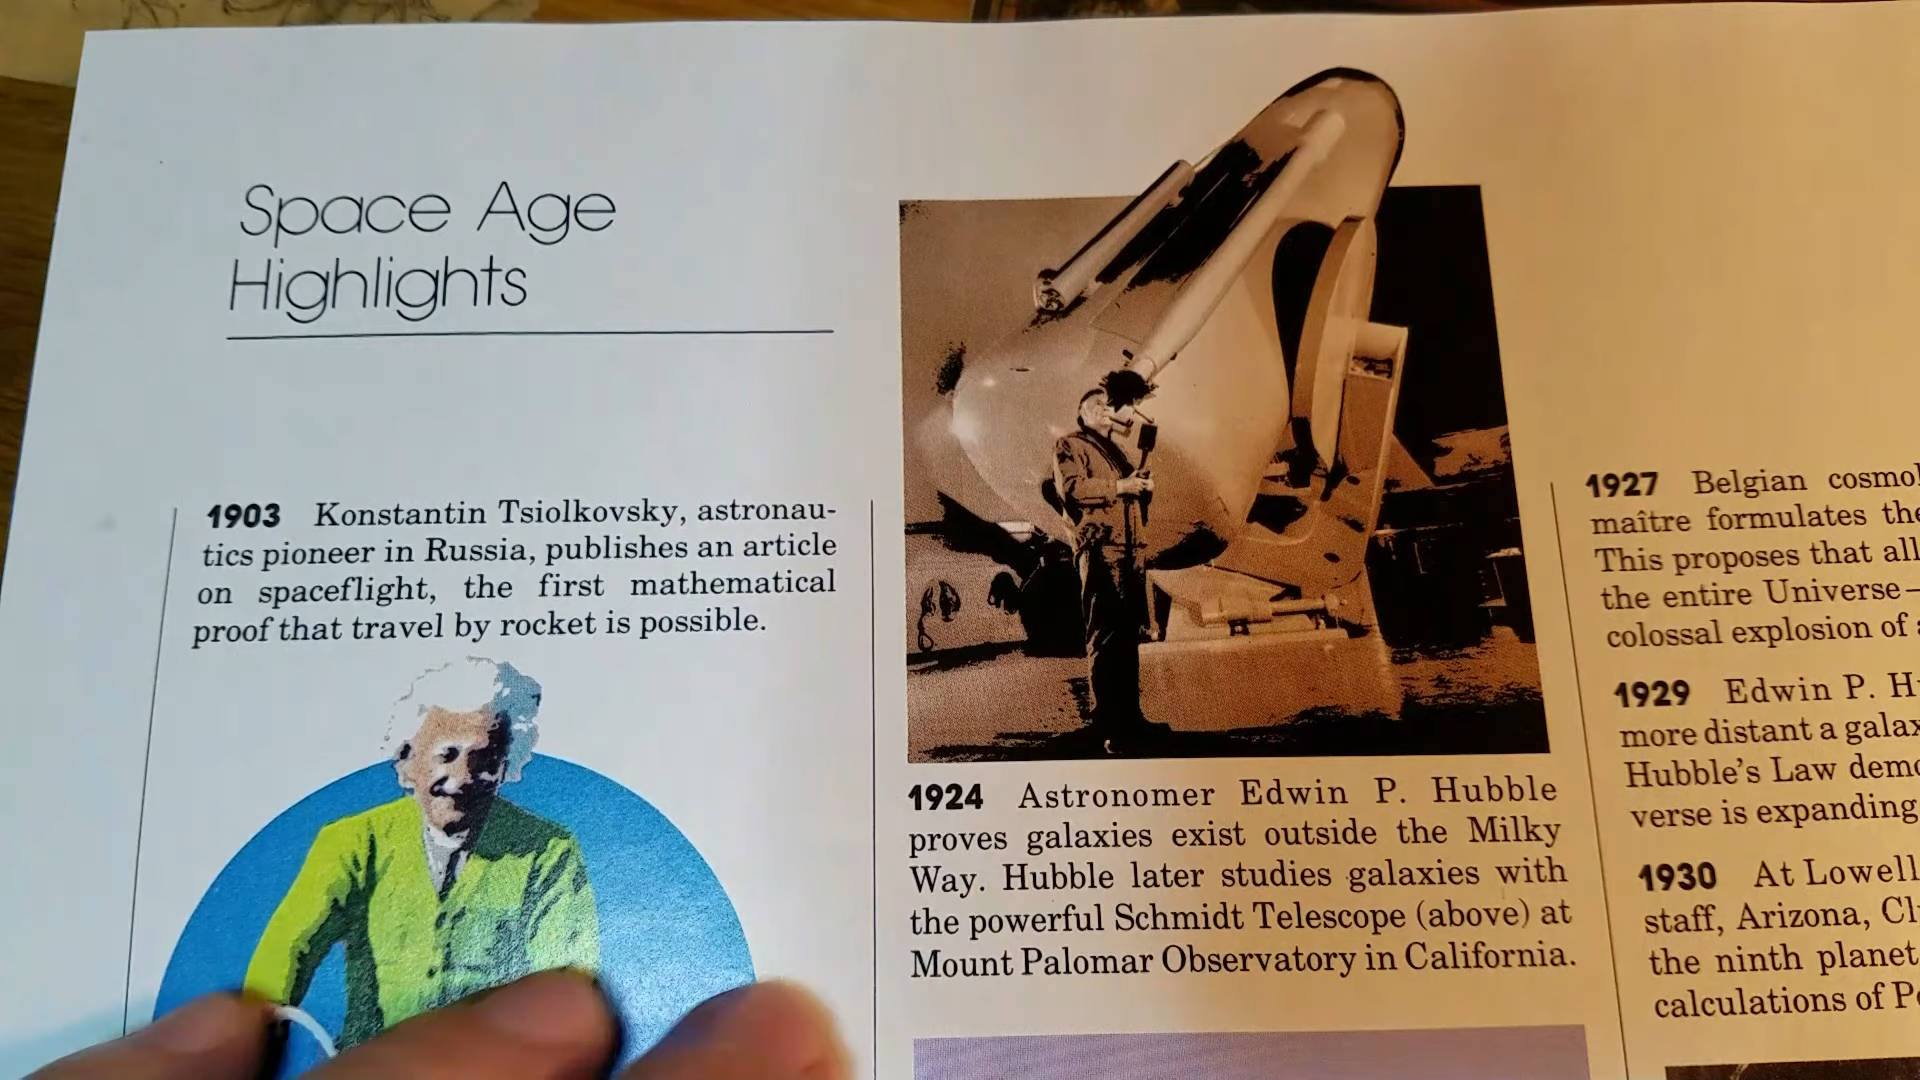 Space Age
Highlights
1903 Konstantin Tsiolkovsky, astronau-
tics pioneer in Russia, publishes an article
on spaceflight, the first mathematical
proof that travel by rocket is possible.
1924 Astronomer Edwin P. Hubble
proves galaxies exist outside the Milky
Way. Hubble later studies galaxies with
the powerful Schmidt Telescope (above) at
Mount Palomar Observatory in California.
1927 Belgian
maître formulates
This proposes that all
the entire Universe–
colossal explosion of
1929 Edwin P.
more distant a
Hubble's Law
verse is expanding
1930 At Lowell
staff, Arizona,
the ninth planet
calculations of